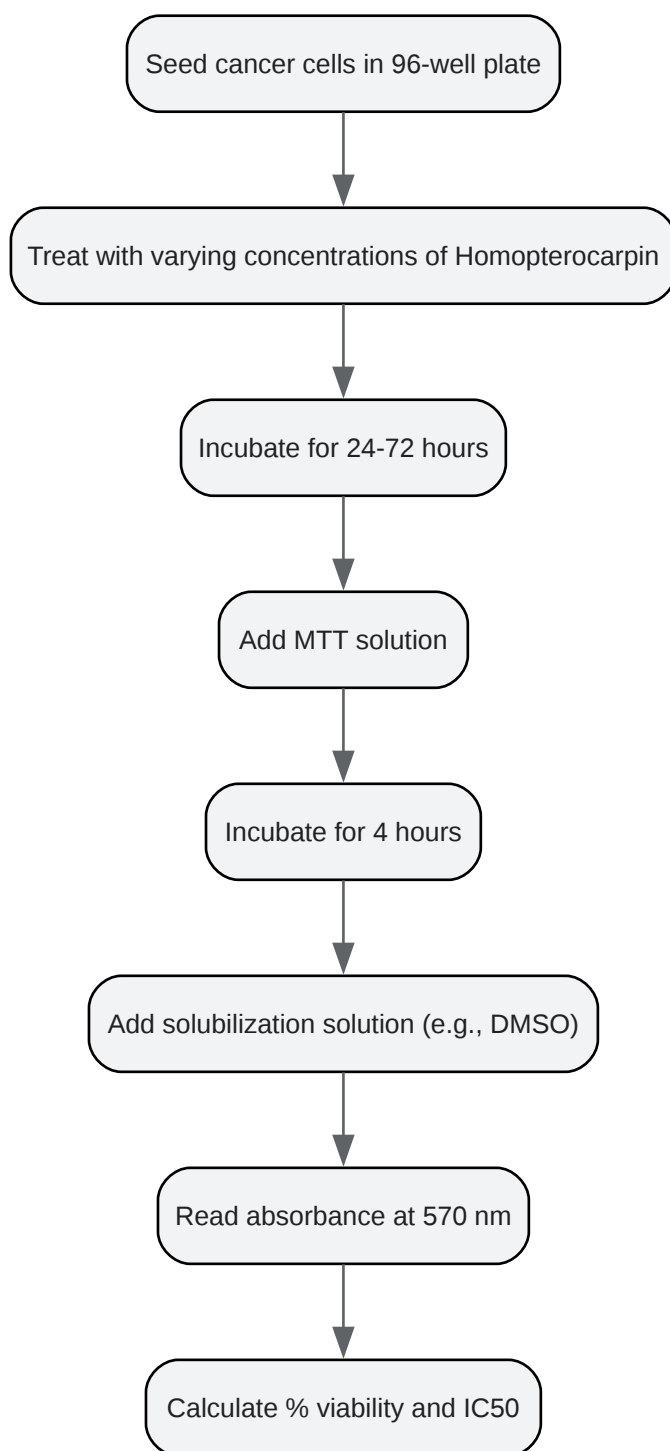 Seed cancer cells in 96-well plate
Treat with varying concentrations of Homopterocarpin
Incubate for 24-72 hours
Add MTT solution
Incubate for 4 hours
Add solubilization solution (e.g., DMSO)
Read absorbance at 570 nm
Calculate % viability and IC50